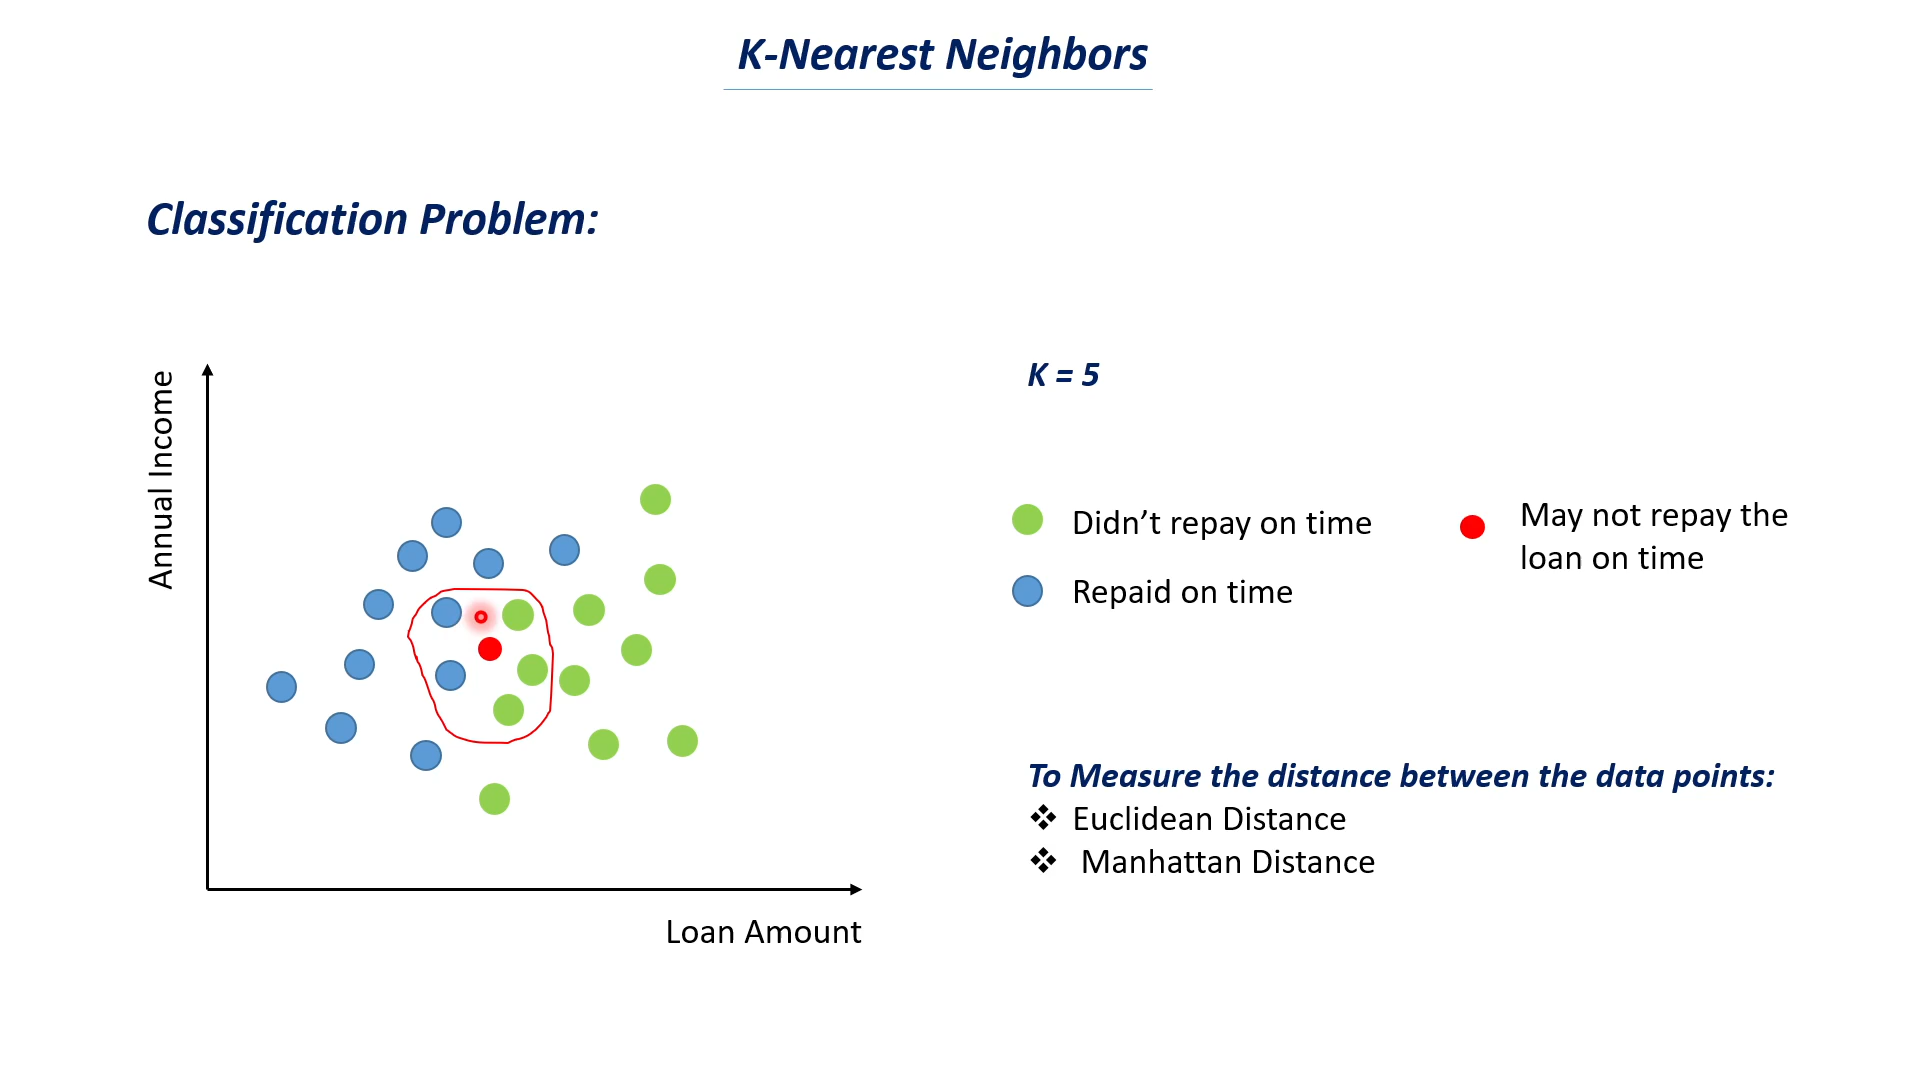 K-Nearest Neighbors
Classification Problem:
Annual Income
Loan Amount
K = 5
Didn’t repay on time
Repaid on time
May not repay the
loan on time
To Measure the distance between the data points:
❖ Euclidean Distance
❖ Manhattan Distance